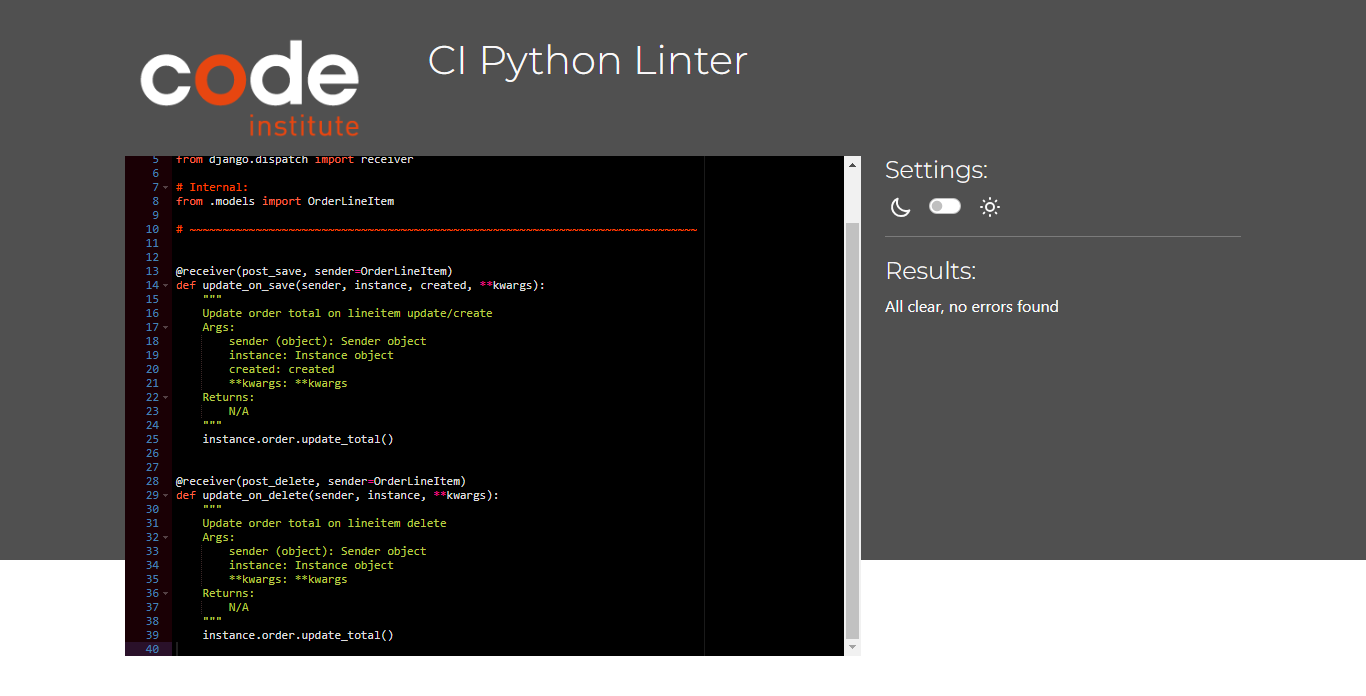 code
institute
CI Python Linter
5 from django.dispatch import receiver
6
7 # Internal:
8 from .models import OrderLineItem
9
10 # ~~~~~~~~~~~~~~~~~~~~~~~~~~~~~~~~~~~~~~~~~~~~~~~~~~~~~~~~~~~~~~~~~~~~~~~~~~~~~
11
12
13 @receiver(post_save, sender=OrderLineItem)
14 def update_on_save(sender, instance, created, **kwargs):
15 """
16 Update order total on lineitem update/create
17 Args:
18 sender (object): Sender object
19 instance: Instance object
20 created: created
21 **kwargs: **kwargs
22 Returns:
23 N/A
24 """
25 instance.order.update_total()
26
27
28 @receiver(post_delete, sender=OrderLineItem)
29 def update_on_delete(sender, instance, **kwargs):
30 """
31 Update order total on lineitem delete
32 Args:
33 sender (object): Sender object
34 instance: Instance object
35 **kwargs: **kwargs
36 Returns:
37 N/A
38 """
39 instance.order.update_total()
40
Settings:
Results:
All clear, no errors found